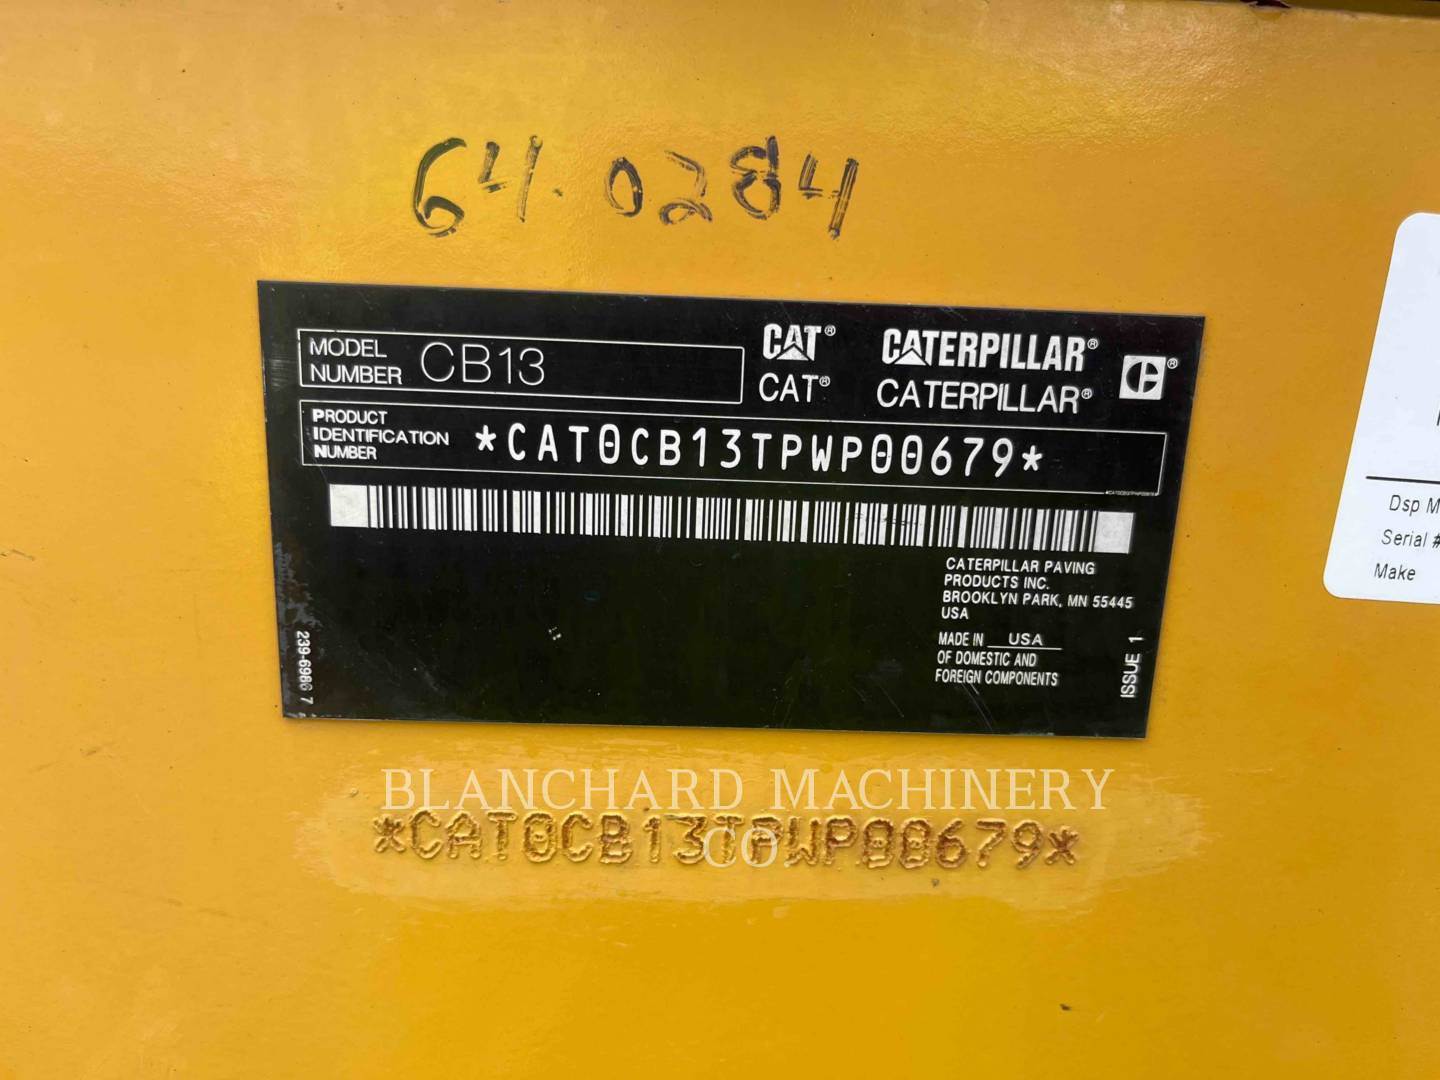 64.0284
MODEL NUMBER CB13
CAT® CATERPILLAR®
CAT® CATERPILLAR®
PRODUCT IDENTIFICATION NUMBER *CAT0CB13TPWP00679*
CATERPILLAR PAVING
PRODUCTS INC.
BROOKLYN PARK, MN 55445
USA
MADE IN USA
OF DOMESTIC AND
FOREIGN COMPONENTS
239-6986 7
ISSUE 1
Dsp M
Serial #
Make
BLANCHARD MACHINERY
CO
*CAT0CB13TPWP00679*